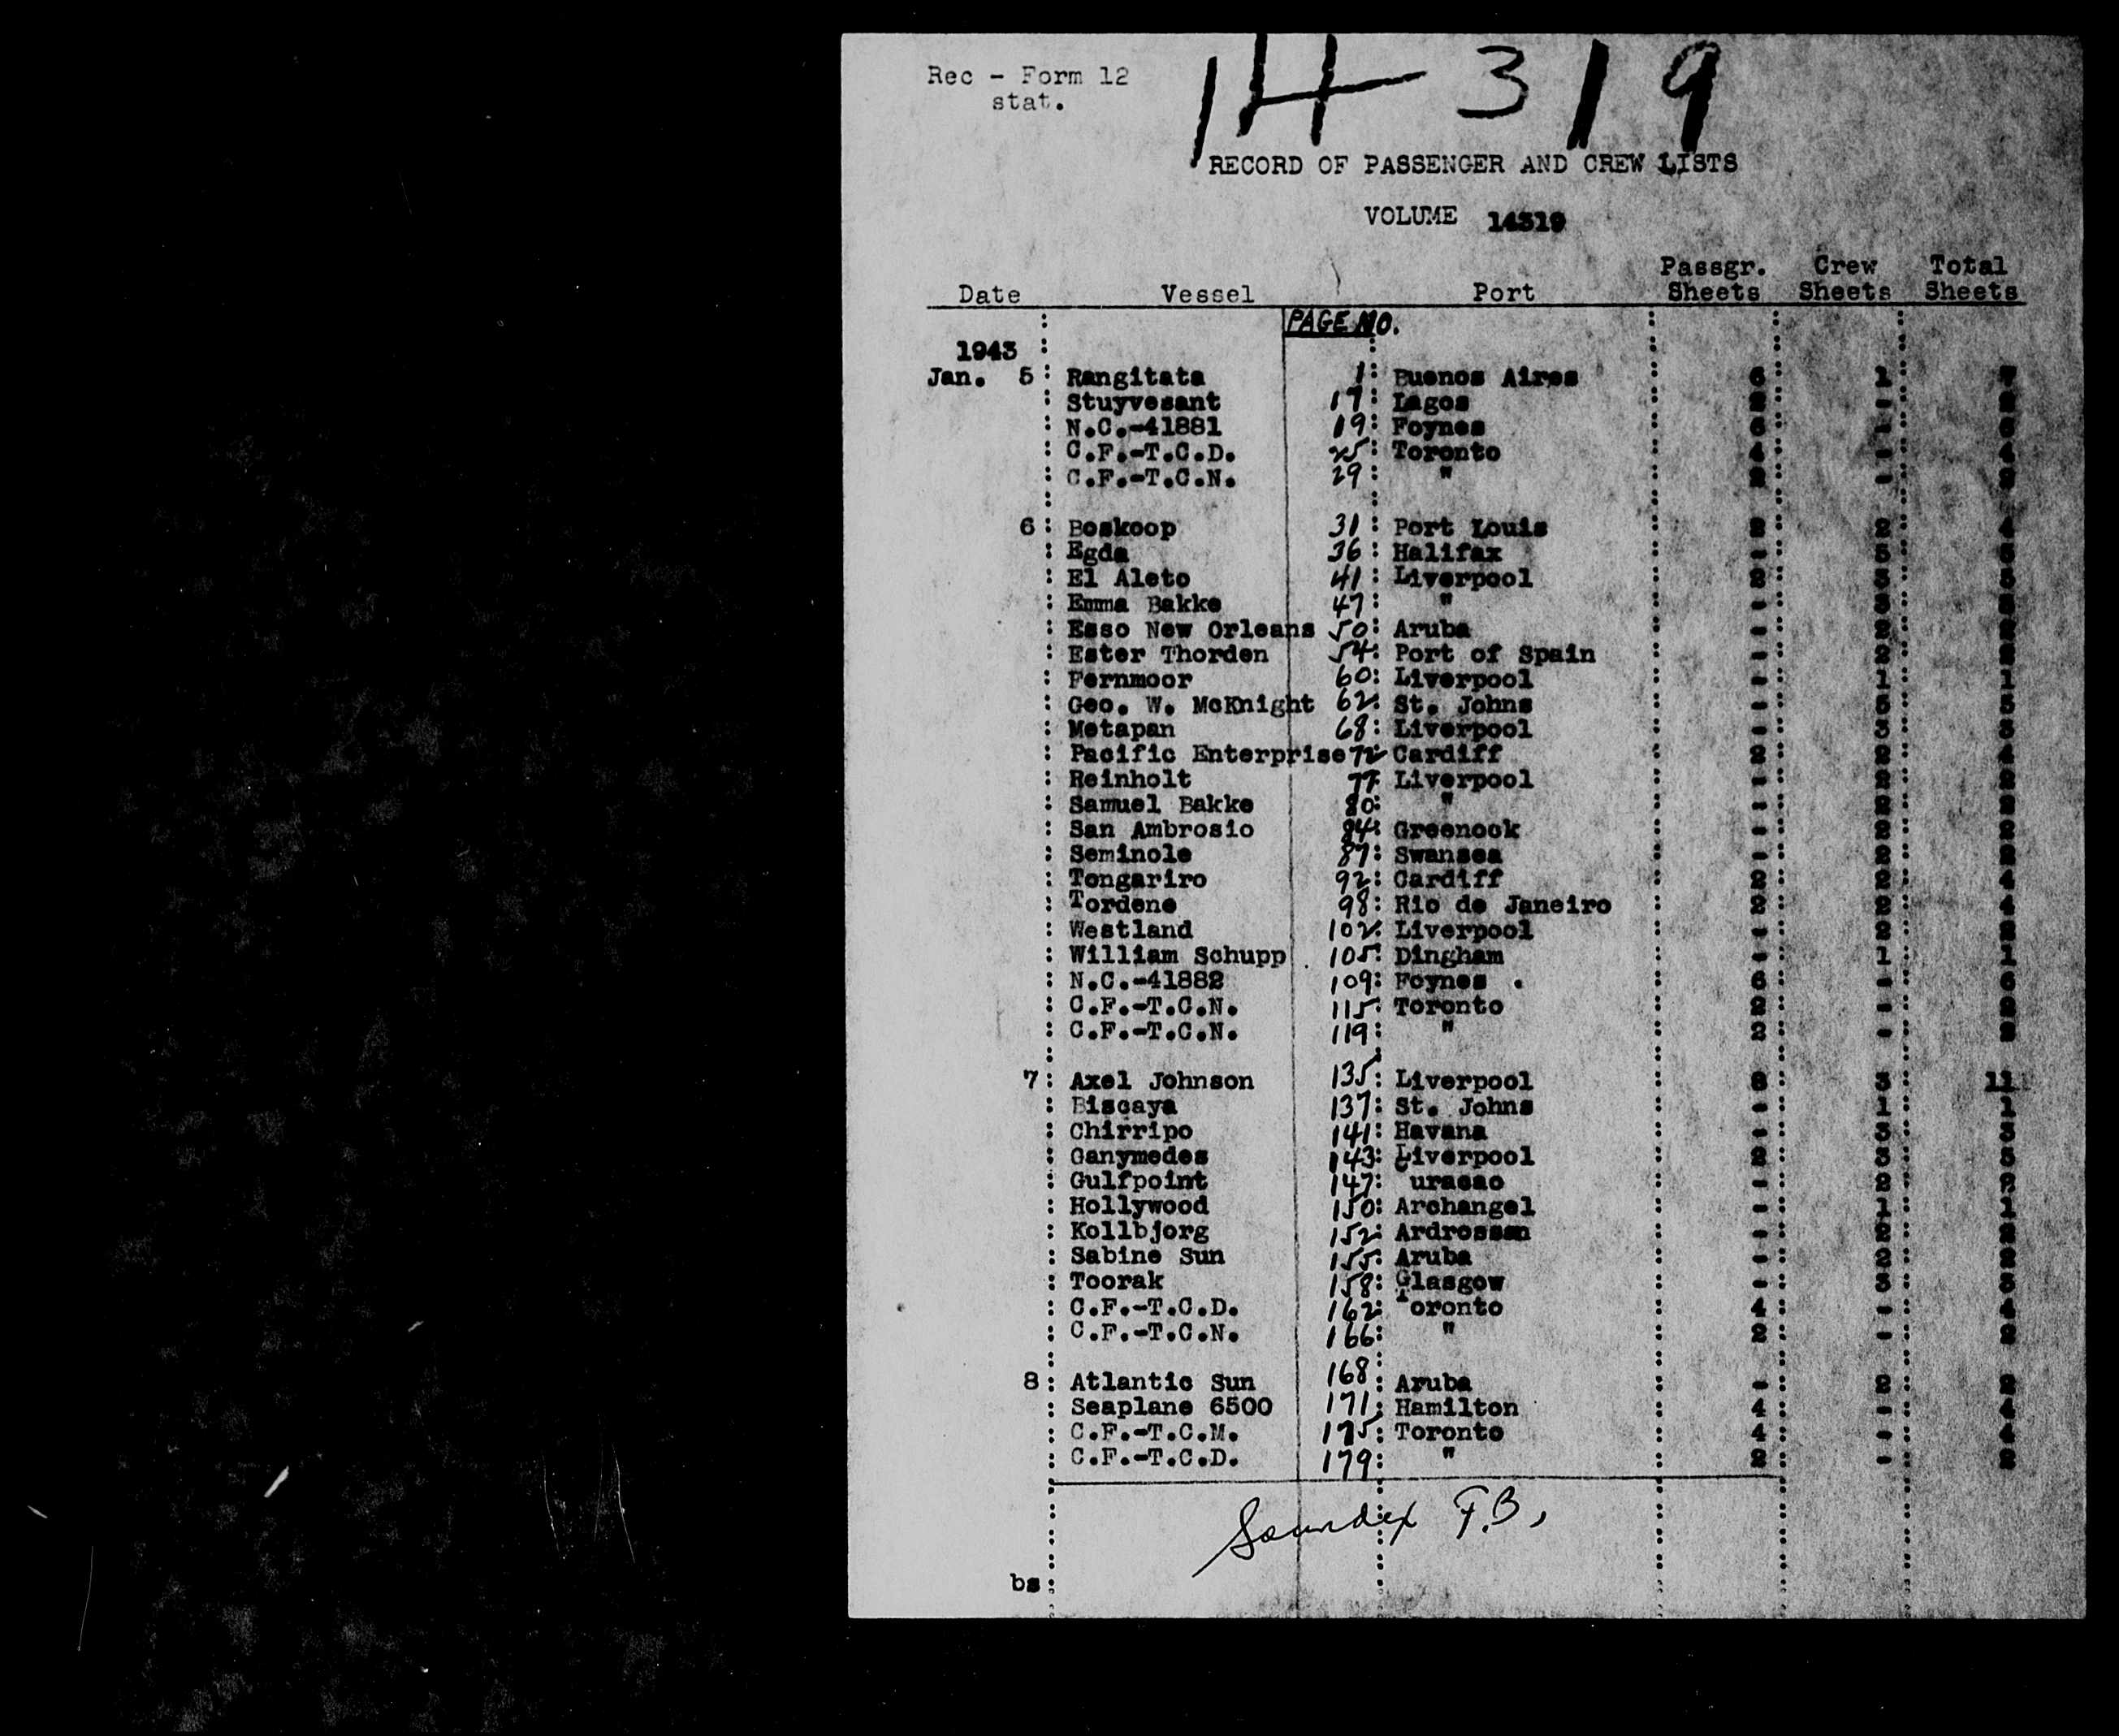 14-319
Rec - Form 12
stat.
RECORD OF PASSENGER AND CREW LISTS
VOLUME 14319
Date Vessel Port Passgr. Sheets Crew Sheets Total Sheets
PAGE NO.
1943
Jan. 5 : Rangitata 1 : Buenos Aires : 6 : 1 : 7
: Stuyvesant 17 : Lagos : 2 : - : 2
: N.C.-41881 19 : Foynes : 6 : - : 6
: C.F.-T.C.D. 25 : Toronto : 4 : - : 4
: C.F.-T.C.N. 29 : " : 2 : - : 2
6 : Boskoop 31 : Port Louis : 2 : 2 : 4
: Egda 36 : Halifax : - : 5 : 5
: El Aleto 41 : Liverpool : 2 : 3 : 5
: Emma Bakke 47 : " : - : 3 : 3
: Esso New Orleans 50 : Aruba : - : 2 : 2
: Ester Thorden 54 : Port of Spain : - : 2 : 2
: Fernmoor 60 : Liverpool : - : 1 : 1
: Geo. W. McKnight 62 : St. Johns : - : 5 : 5
: Metapan 68 : Liverpool : - : 3 : 3
: Pacific Enterprise 72 Cardiff : 2 : 2 : 4
: Reinholt 77 : Liverpool : - : 2 : 2
: Samuel Bakke 80 : " : - : 2 : 2
: San Ambrosio 84 : Greenock : - : 2 : 2
: Seminole 87 : Swansea : - : 2 : 2
: Tongariro 92 : Cardiff : 2 : 2 : 4
: Tordene 98 : Rio de Janeiro : 2 : 2 : 4
: Westland 102 : Liverpool : - : 2 : 2
: William Schupp 105 : Dingham : - : 1 : 1
: N.C.-41882 109 : Foynes . : 6 : - : 6
: C.F.-T.C.N. 115 : Toronto : 2 : - : 2
: C.F.-T.C.N. 119 : " : 2 : - : 2
7 : Axel Johnson 135 : Liverpool : 8 : 3 : 11
: Biscaya 137 : St. Johns : - : 1 : 1
: Chirripo 141 : Havana : - : 3 : 3
: Ganymedes 143 : Liverpool : 2 : 3 : 5
: Gulfpoint 147 : Curacao : - : 2 : 2
: Hollywood 150 : Archangel : - : 1 : 1
: Kollbjorg 152 : Ardrossan : - : 2 : 2
: Sabine Sun 155 : Aruba : - : 2 : 2
: Toorak 158 : Glasgow : - : 3 : 3
: C.F.-T.C.D. 162 : Toronto : 4 : - : 4
: C.F.-T.C.N. 166 : " : 2 : - : 2
8 : Atlantic Sun 168 : Aruba : - : 2 : 2
: Seaplane 6500 171 : Hamilton : 4 : - : 4
: C.F.-T.C.M. 175 : Toronto : 4 : - : 4
: C.F.-T.C.D. 179 : " : 2 : - : 2
Soundex F.B.
bs :